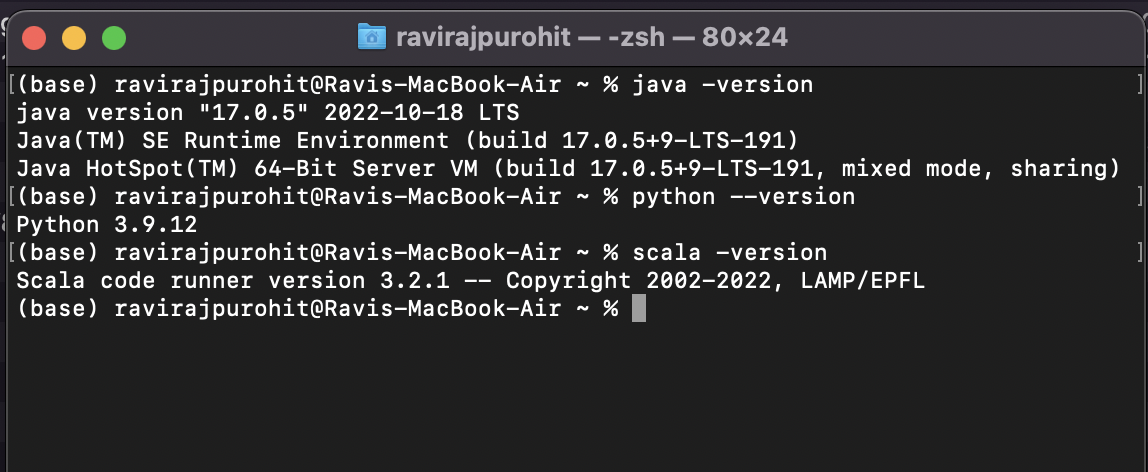 ravirajpurohit — -zsh — 80×24
[(base) ravirajpurohit@Ravis-MacBook-Air ~ % java -version ]
java version "17.0.5" 2022-10-18 LTS
Java(TM) SE Runtime Environment (build 17.0.5+9-LTS-191)
Java HotSpot(TM) 64-Bit Server VM (build 17.0.5+9-LTS-191, mixed mode, sharing)
[(base) ravirajpurohit@Ravis-MacBook-Air ~ % python --version ]
Python 3.9.12
[(base) ravirajpurohit@Ravis-MacBook-Air ~ % scala -version ]
Scala code runner version 3.2.1 -- Copyright 2002-2022, LAMP/EPFL
(base) ravirajpurohit@Ravis-MacBook-Air ~ %